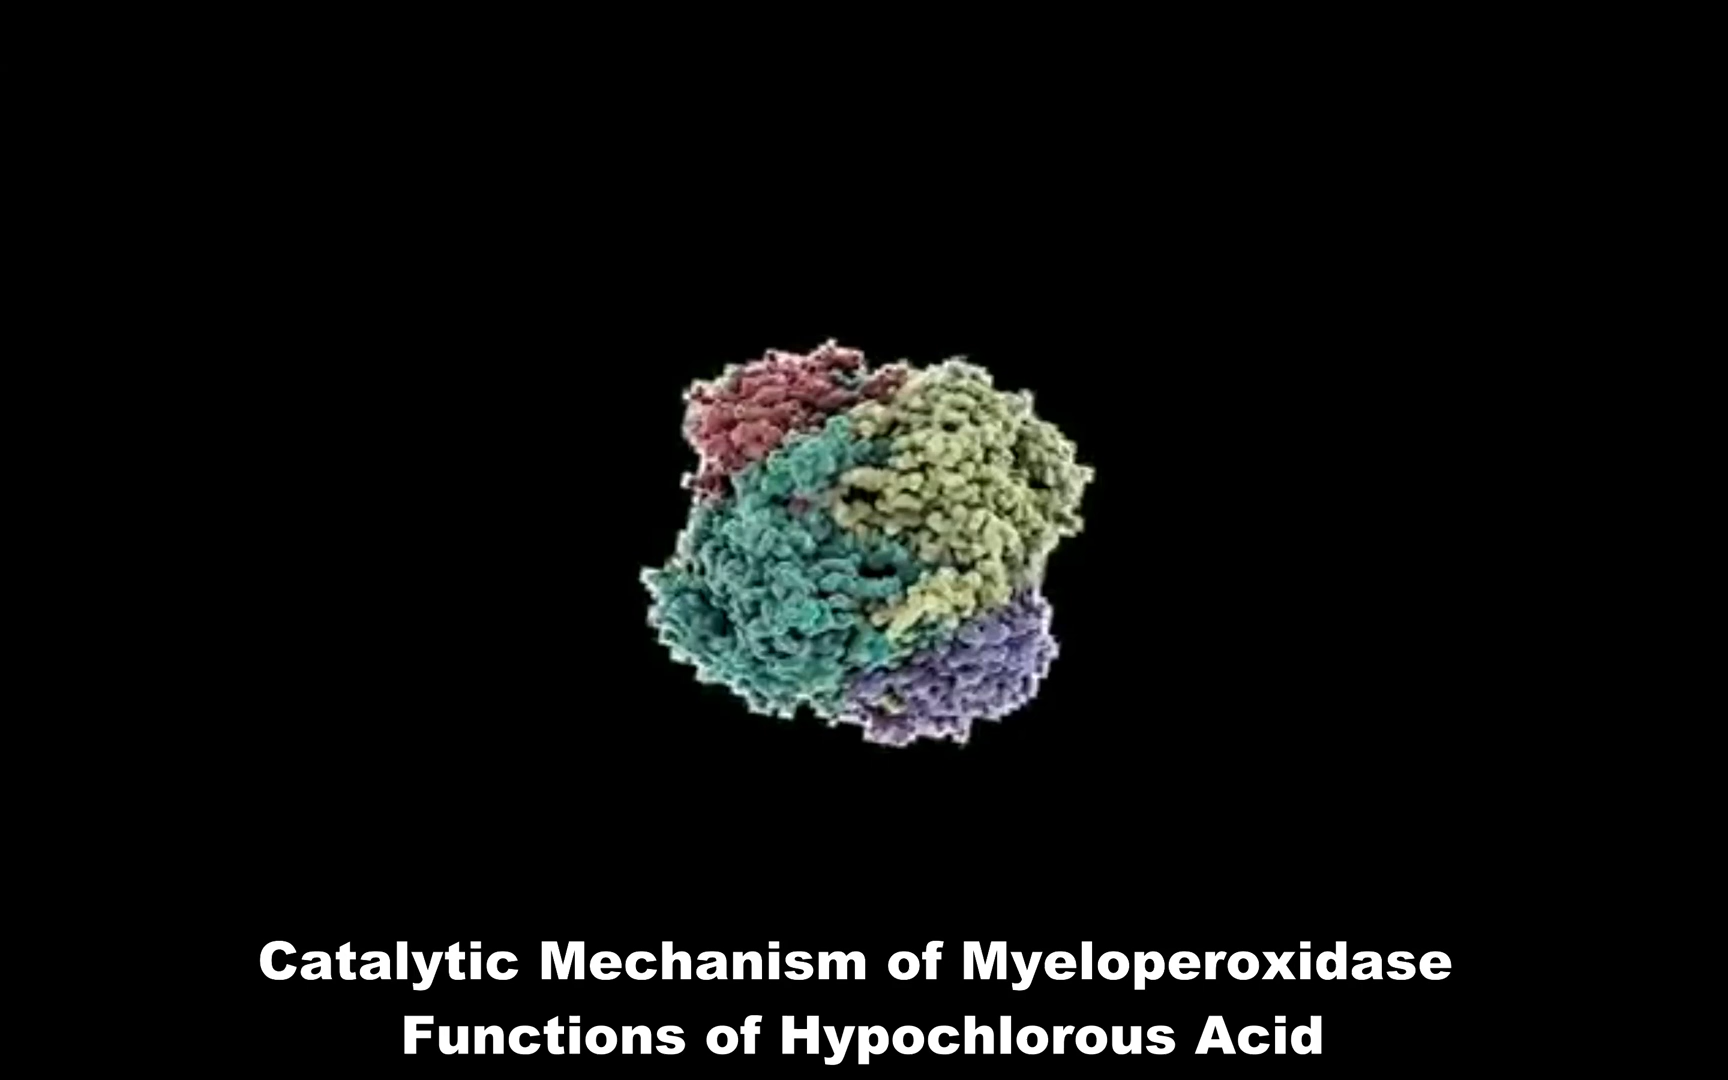 Catalytic Mechanism of Myeloperoxidase
Functions of Hypochlorous Acid